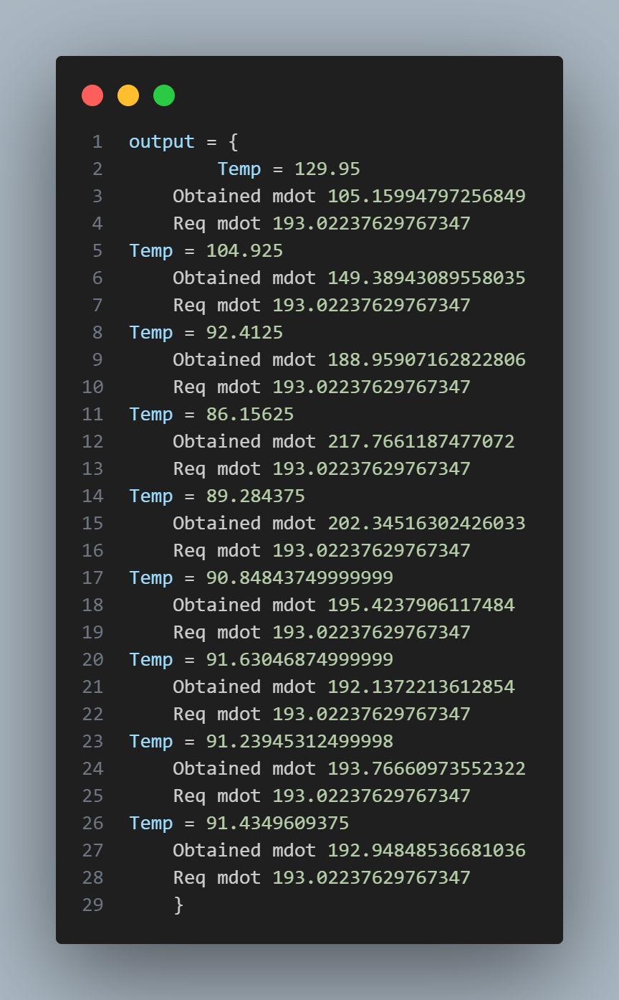 1 output = {
2 Temp = 129.95
3 Obtained mdot 105.15994797256849
4 Req mdot 193.02237629767347
5 Temp = 104.925
6 Obtained mdot 149.38943089558035
7 Req mdot 193.02237629767347
8 Temp = 92.4125
9 Obtained mdot 188.95907162822806
10 Req mdot 193.02237629767347
11 Temp = 86.15625
12 Obtained mdot 217.7661187477072
13 Req mdot 193.02237629767347
14 Temp = 89.284375
15 Obtained mdot 202.34516302426033
16 Req mdot 193.02237629767347
17 Temp = 90.84843749999999
18 Obtained mdot 195.4237906117484
19 Req mdot 193.02237629767347
20 Temp = 91.63046874999999
21 Obtained mdot 192.1372213612854
22 Req mdot 193.02237629767347
23 Temp = 91.23945312499998
24 Obtained mdot 193.76660973552322
25 Req mdot 193.02237629767347
26 Temp = 91.4349609375
27 Obtained mdot 192.94848536681036
28 Req mdot 193.02237629767347
29 }